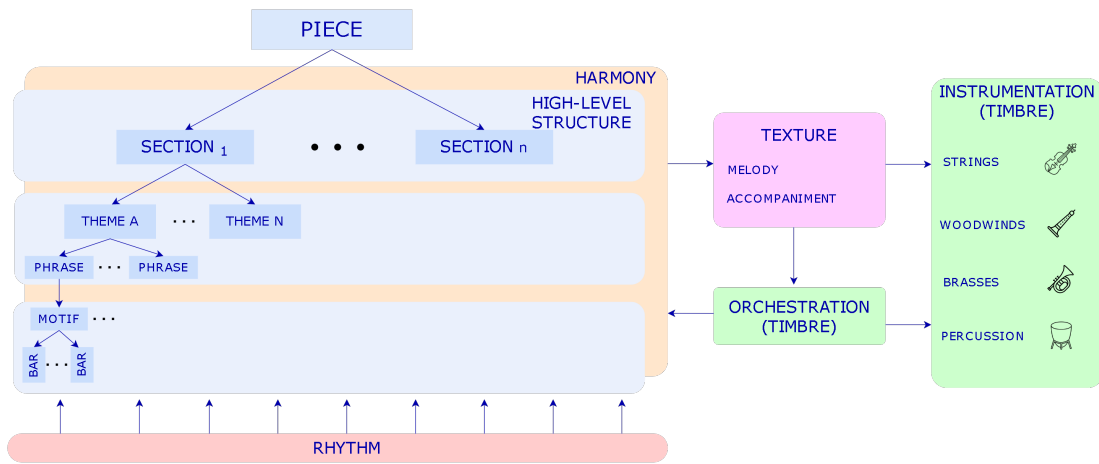 PIECE
HARMONY
HIGH-LEVEL
STRUCTURE
SECTION 1
SECTION n
THEME A
THEME N
PHRASE
PHRASE
MOTIF
BAR
BAR
RHYTHM
TEXTURE
MELODY
ACCOMPANIMENT
ORCHESTRATION
(TIMBRE)
INSTRUMENTATION
(TIMBRE)
STRINGS
WOODWINDS
BRASSES
PERCUSSION